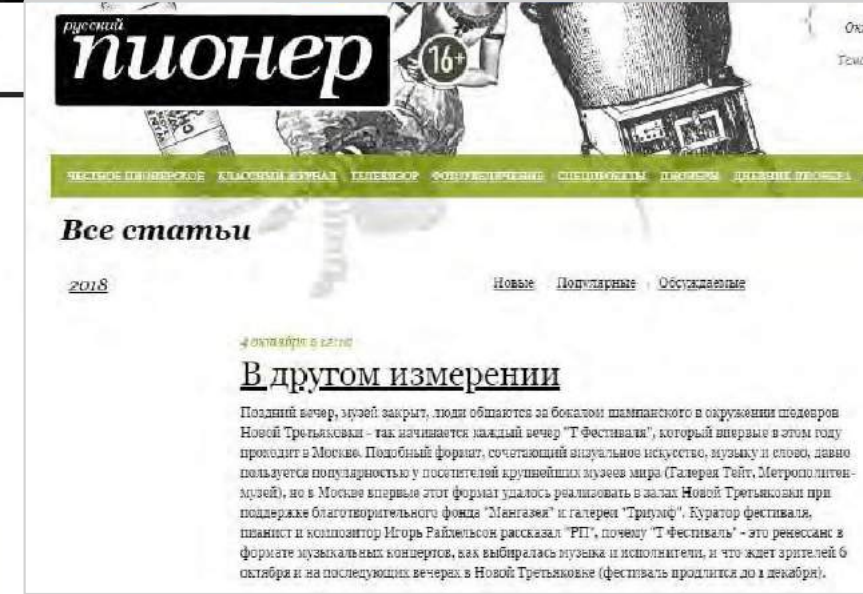 русский
пионер
16+
ЧЕСТНОЕ ПИОНЕРСКОЕ КЛАССНЫЙ ЖУРНАЛ ТЕЛЕВИЗОР ФОТОУВЕЛИЧЕНИЕ СПЕЦПРОЕКТЫ ПИОНЕРЫ ДНЕВНИК ПИОНЕРА
Все статьи
2018
Новые Популярные Обсуждаемые
4 октября
В другом измерении
Поздний вечер, музей закрыт, люди общаются за бокалом шампанского в окружении шедевров
Новой Третьяковки - так начинается каждый вечер "Т Фестиваля", который впервые в этом году
проходит в Москве. Подобный формат, сочетающий визуальное искусство, музыку и слово, давно
пользуется популярностью у посетителей крупнейших музеев мира (Галерея Тейт, Метрополитен-
музей), но в Москве впервые этот формат удалось реализовать в залах Новой Третьяковки при
поддержке благотворительного фонда "Мангазея" и галереи "Триумф". Куратор фестиваля,
пианист и композитор Игорь Райхельсон рассказал "РП", почему "Т Фестиваль" - это ренессанс в
формате музыкальных концертов, как выбиралась музыка и исполнители, и что ждет зрителей 6
октября и на последующих вечерах в Новой Третьяковке (фестиваль продлится до 1 декабря).